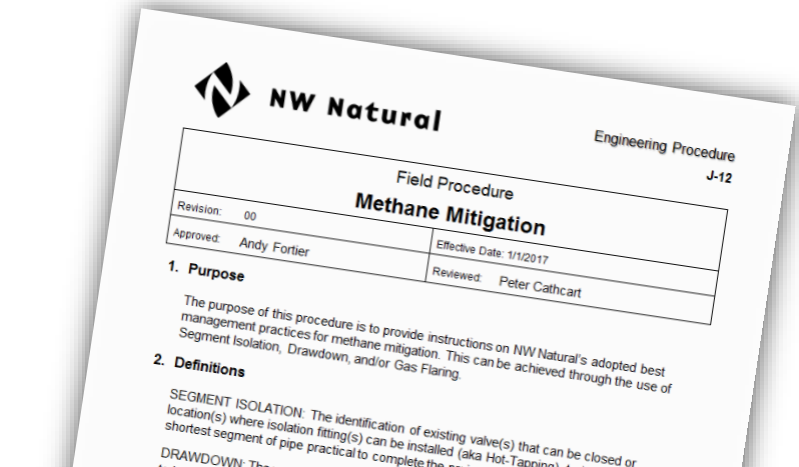 NW Natural
Engineering Procedure
J-12
Field Procedure
Methane Mitigation
Revision: 00
Effective Date: 1/1/2017
Approved: Andy Fortier
Reviewed: Peter Cathcart
1. Purpose
The purpose of this procedure is to provide instructions on NW Natural's adopted best
management practices for methane mitigation. This can be achieved through the use of
Segment Isolation, Drawdown, and/or Gas Flaring.
2. Definitions
SEGMENT ISOLATION: The identification of existing valve(s) that can be closed or
location(s) where isolation fitting(s) can be installed (aka Hot-Tapping)
shortest segment of pipe practical to complete the
DRAWDOWN: The